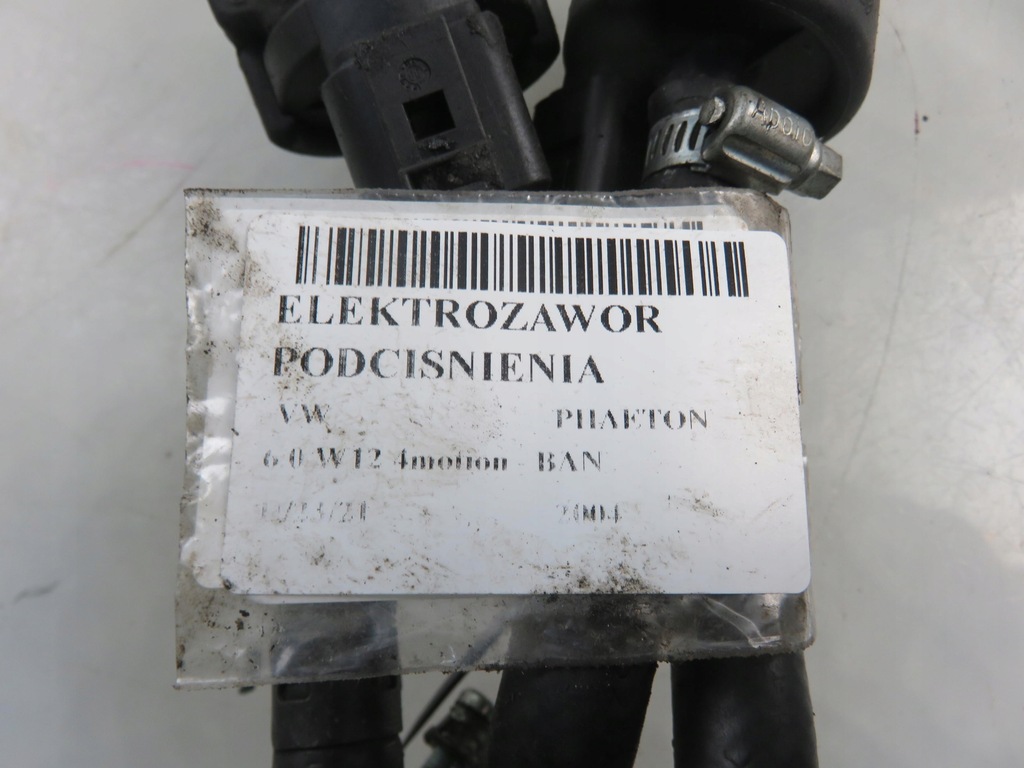 ELEKTROZAWOR
PODCISNIENIA
VW PHAETON
6.0 W12 4motion - BAN
2004